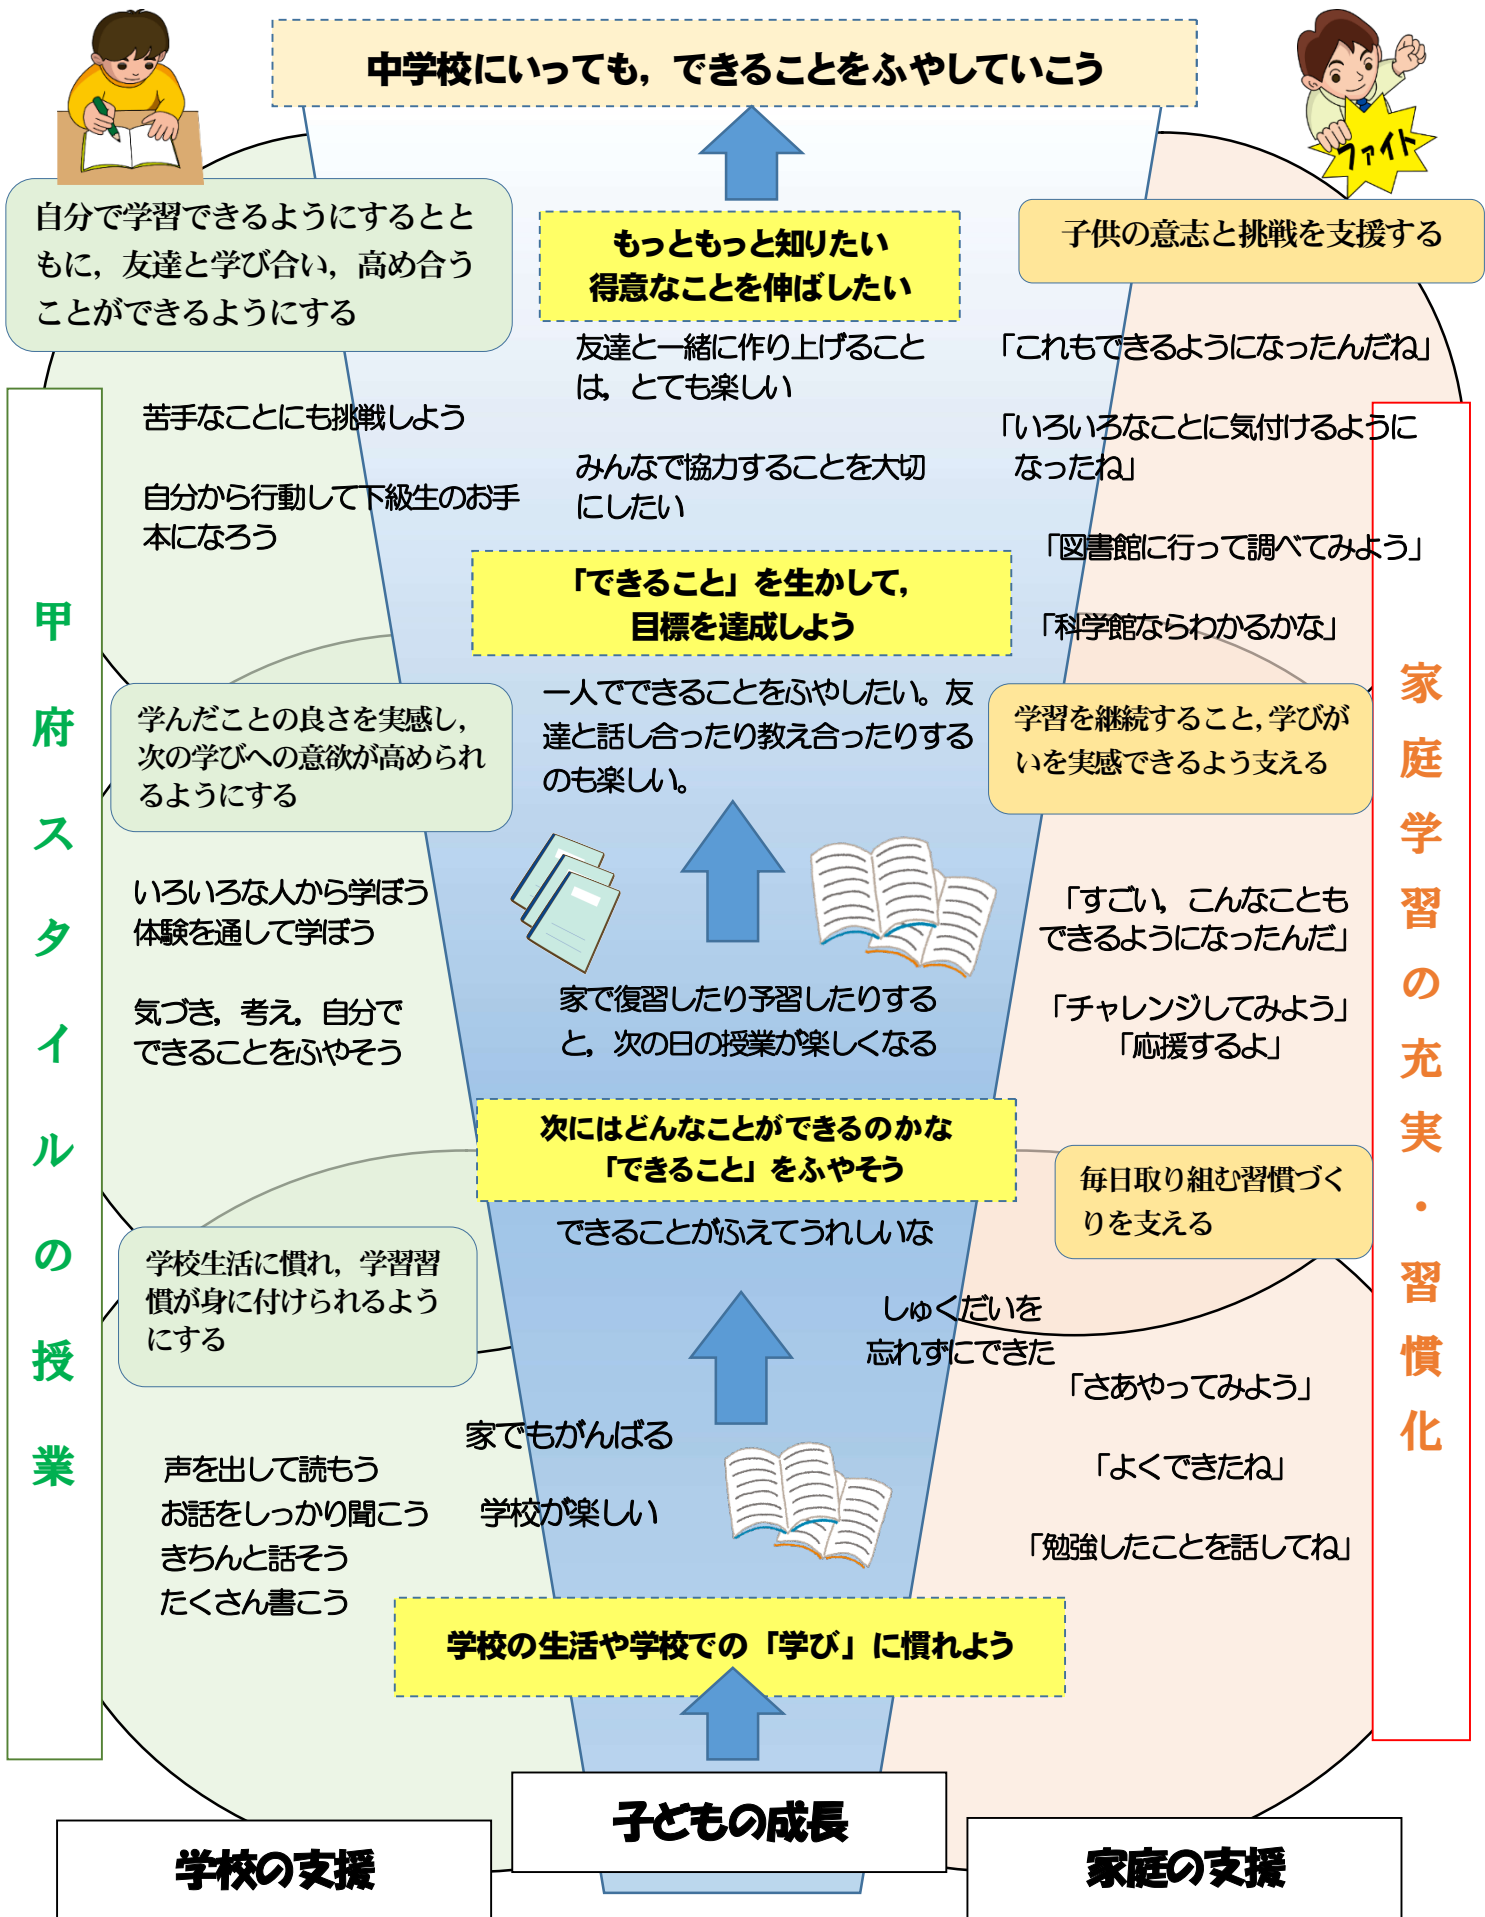 中学校にいっても，できることをふやしていこう
ファイト
自分で学習できるようにするとと
もに，友達と学び合い，高め合う
ことができるようにする
もっともっと知りたい
得意なことを伸ばしたい
子供の意志と挑戦を支援する
友達と一緒に作り上げること
は，とても楽しい
みんなで協力することを大切
にしたい
苦手なことにも挑戦しよう
自分から行動して下級生のお手
本になろう
「これもできるようになったんだね」
「いろいろなことに気付けるように
なったね」
「図書館に行って調べてみよう」
「科学館ならわかるかな」
「できること」を生かして，
目標を達成しよう
一人でできることをふやしたい。友
達と話し合ったり教え合ったりする
のも楽しい。
学んだことの良さを実感し，
次の学びへの意欲が高められ
るようにする
学習を継続すること，学びが
いを実感できるよう支える
いろいろな人から学ぼう
体験を通して学ぼう
気づき，考え，自分で
できることをふやそう
家で復習したり予習したりする
と，次の日の授業が楽しくなる
「すごい，こんなことも
できるようになったんだ」
「チャレンジしてみよう」
「応援するよ」
次にはどんなことができるのかな
「できること」をふやそう
できることがふえてうれしいな
毎日取り組む習慣づく
りを支える
学校生活に慣れ，学習習
慣が身に付けられるよう
にする
しゅくだいを
忘れずにできた
家でもがんばる
学校が楽しい
声を出して読もう
お話をしっかり聞こう
きちんと話そう
たくさん書こう
「さあやってみよう」
「よくできたね」
「勉強したことを話してね」
学校の生活や学校での「学び」に慣れよう
甲府スタイルの授業
家庭学習の充実・習慣化
学校の支援
子どもの成長
家庭の支援